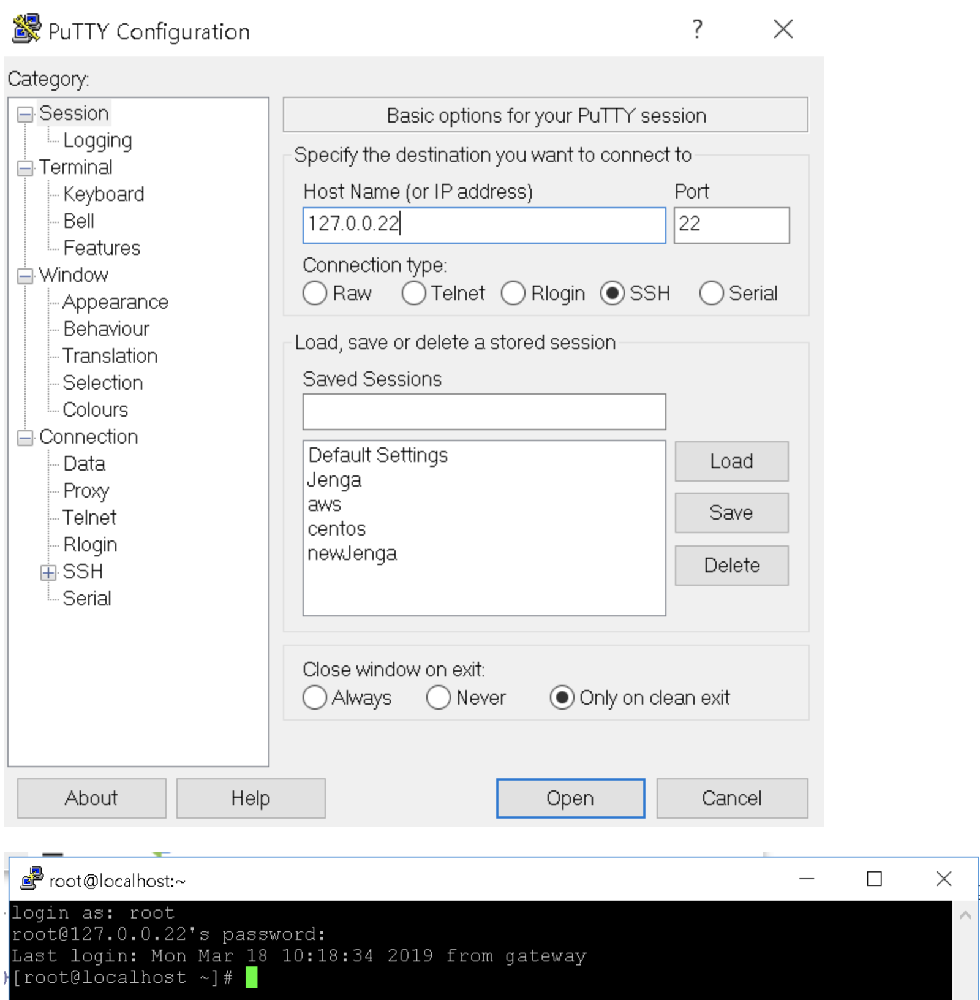 PuTTY Configuration
Category:
Session
Logging
Terminal
Keyboard
Bell
Features
Window
Appearance
Behaviour
Translation
Selection
Colours
Connection
Data
Proxy
Telnet
Rlogin
SSH
Serial
Basic options for your PuTTY session
Specify the destination you want to connect to
Host Name (or IP address) Port
127.0.0.22 22
Connection type:
Raw Telnet Rlogin SSH Serial
Load, save or delete a stored session
Saved Sessions
Default Settings
Jenga
aws
centos
newJenga
Load
Save
Delete
Close window on exit:
Always Never Only on clean exit
About Help Open Cancel
root@localhost:~
login as: root
root@127.0.0.22's password:
Last login: Mon Mar 18 10:18:34 2019 from gateway
[root@localhost ~]#